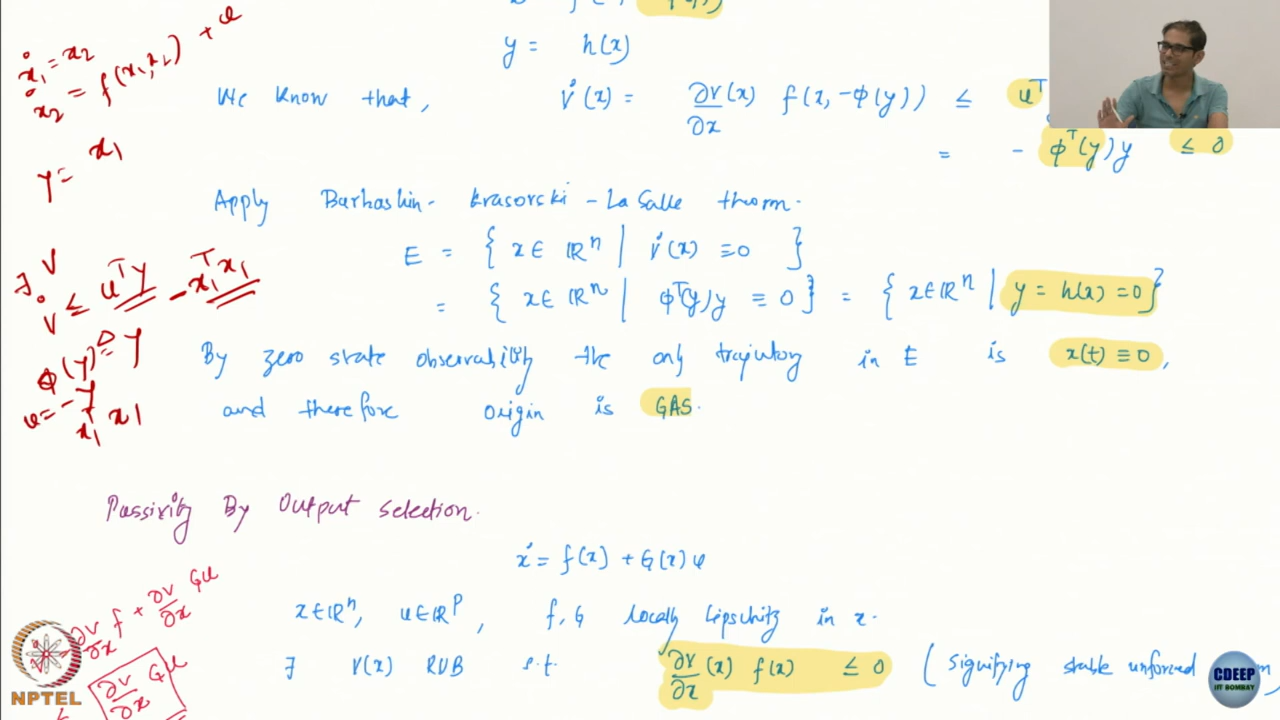 y = h(x)
We know that, V̇(x) = ∂V(x)/∂x f(x, -φ(y)) ≤ uᵀ
= - φᵀ(y)y ≤ 0
Apply Barbashin- Krasovski - La Salle thorm.
E = { x∈ ℝⁿ | V̇(x) ≡0 }
= { x∈ ℝⁿ | φᵀ(y)y ≡ 0 } = { x∈ℝⁿ | y = h(x) = 0 }
By zero state observability the only trajectory in E is x(t) ≡ 0,
and therefore origin is GAS.
Passivity By Output selection.
ẋ = f(x) + G(x)u
x∈ℝⁿ, u∈ℝᵖ, f, G locally Lipschitz in x.
∃ V(x) RUB s.t. ∂V/∂x (x) f(x) ≤ 0 ( Signifying stable unforced
ẋ₁ = x₂
ẋ₂ = f(x₁,x₂) + u
y = x₁
∃ V
V̇ ≤ uᵀy - x₁ᵀx₁
φ(y) ≜ y
u = -y
x₁ᵀ x₁
∂V/∂x f + ∂V/∂x Gu
≤ ∂V/∂x Gu
NPTEL
CDEEP
IIT BOMBAY